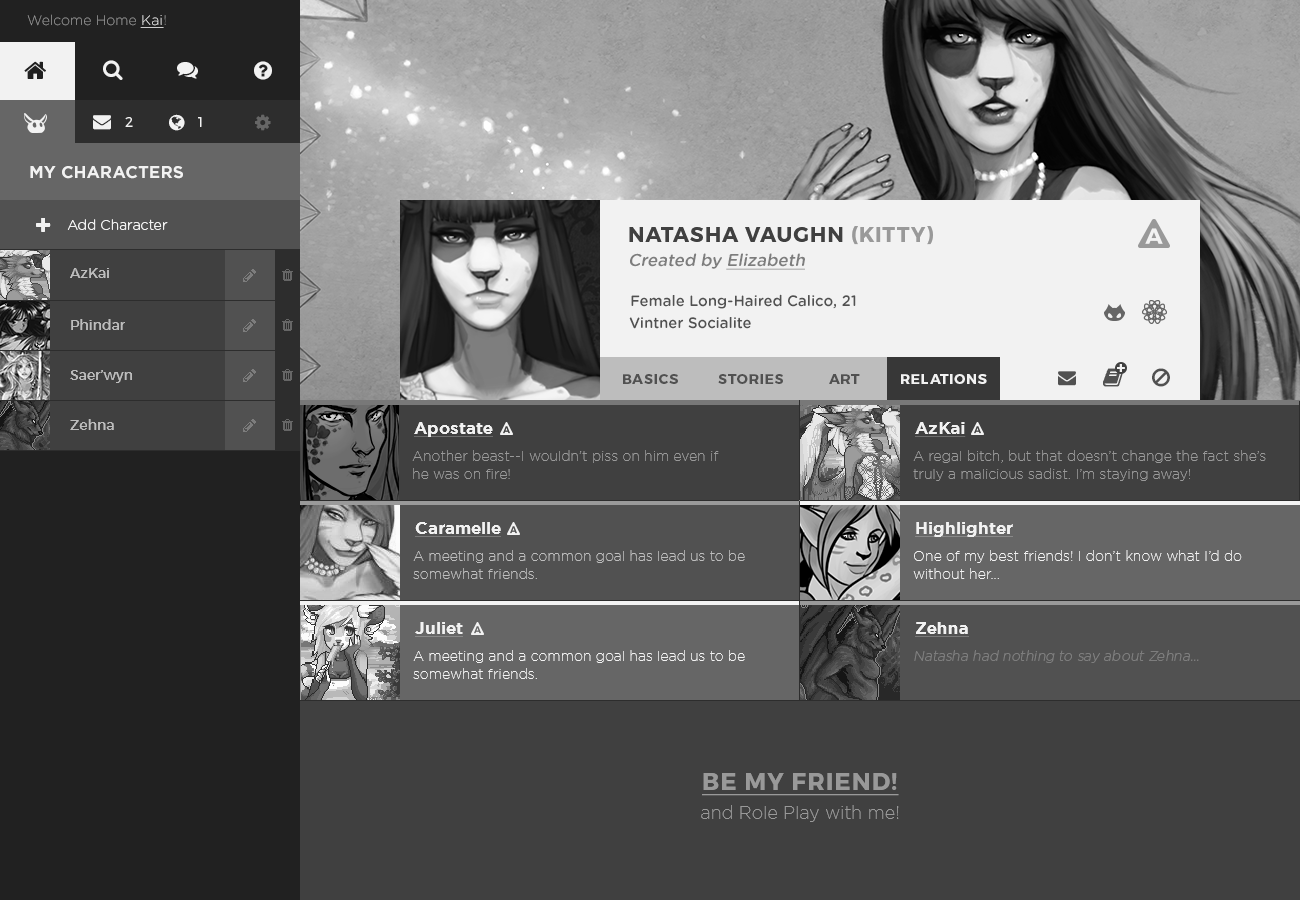 Welcome Home Kai!
2
1
MY CHARACTERS
Add Character
AzKai
Phindar
Saer'wyn
Zehna
NATASHA VAUGHN (KITTY)
A
Created by Elizabeth
Female Long-Haired Calico, 21
Vintner Socialite
BASICS
STORIES
ART
RELATIONS
Apostate
Another beast--I wouldn't piss on him even if
he was on fire!
AzKai
A regal bitch, but that doesn't change the fact she's
truly a malicious sadist. I'm staying away!
Caramelle
A meeting and a common goal has lead us to be
somewhat friends.
Highlighter
One of my best friends! I don't know what I'd do
without her...
Juliet
A meeting and a common goal has lead us to be
somewhat friends.
Zehna
Natasha had nothing to say about Zehna...
BE MY FRIEND!
and Role Play with me!